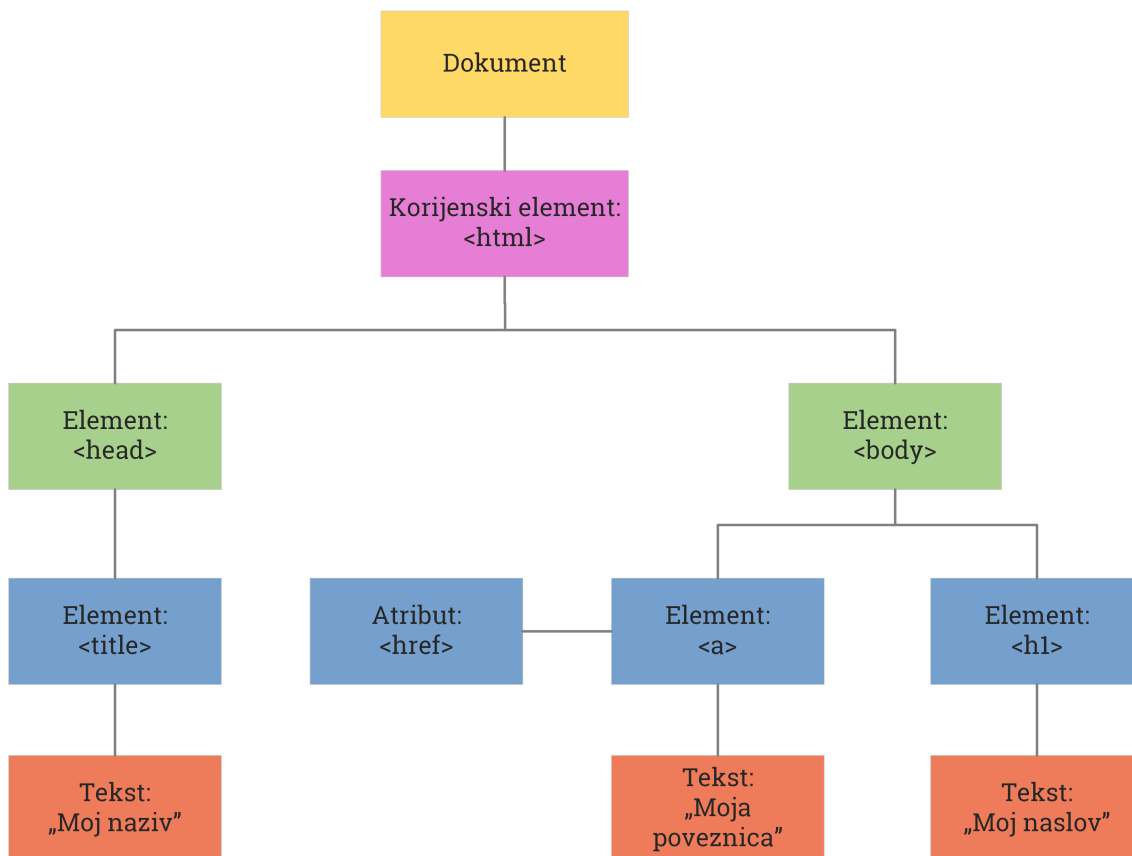 Dokument
Korijenski element:
<html>
Element:
<head>
Element:
<body>
Element:
<title>
Atribut:
<href>
Element:
<a>
Element:
<h1>
Tekst:
„Moj naziv”
Tekst:
„Moja
poveznica”
Tekst:
„Moj naslov”